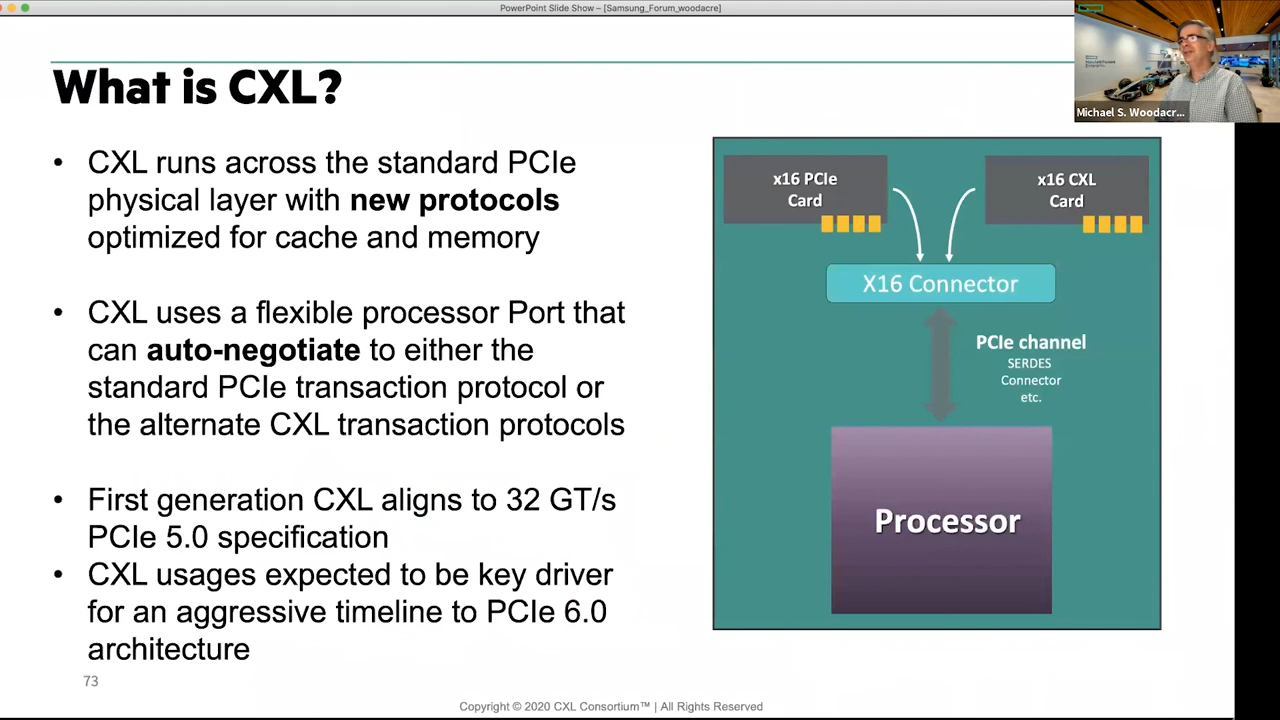 PowerPoint Slide Show – [Samsung_Forum_woodacre]
What is CXL?
• CXL runs across the standard PCIe
physical layer with new protocols
optimized for cache and memory
• CXL uses a flexible processor Port that
can auto-negotiate to either the
standard PCIe transaction protocol or
the alternate CXL transaction protocols
• First generation CXL aligns to 32 GT/s
PCIe 5.0 specification
• CXL usages expected to be key driver
for an aggressive timeline to PCIe 6.0
architecture
73
x16 PCIe
Card
x16 CXL
Card
X16 Connector
PCIe channel
SERDES
Connector
etc.
Processor
Michael S. Woodacr...
Copyright © 2020 CXL Consortium™ | All Rights Reserved